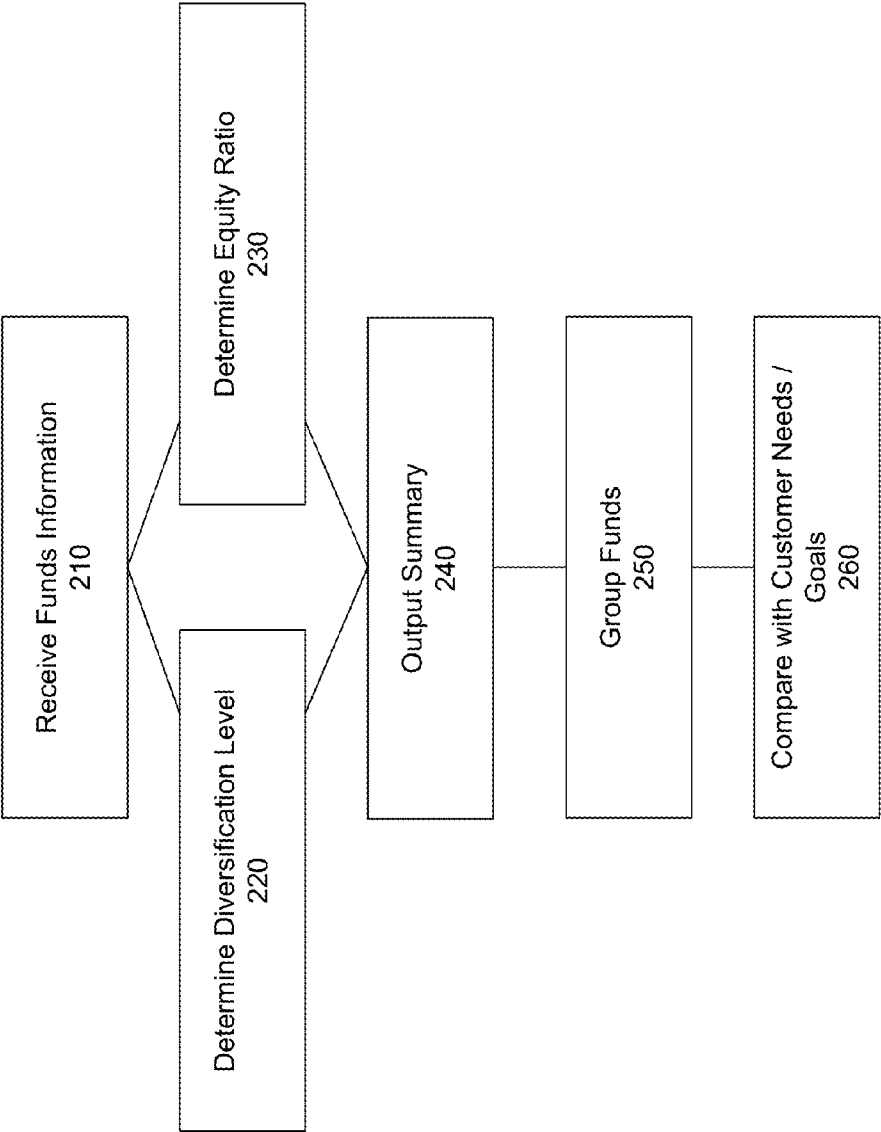 Receive Funds Information
210
Determine Diversification Level
220
Determine Equity Ratio
230
Output Summary
240
Group Funds
250
Compare with Customer Needs /
Goals
260